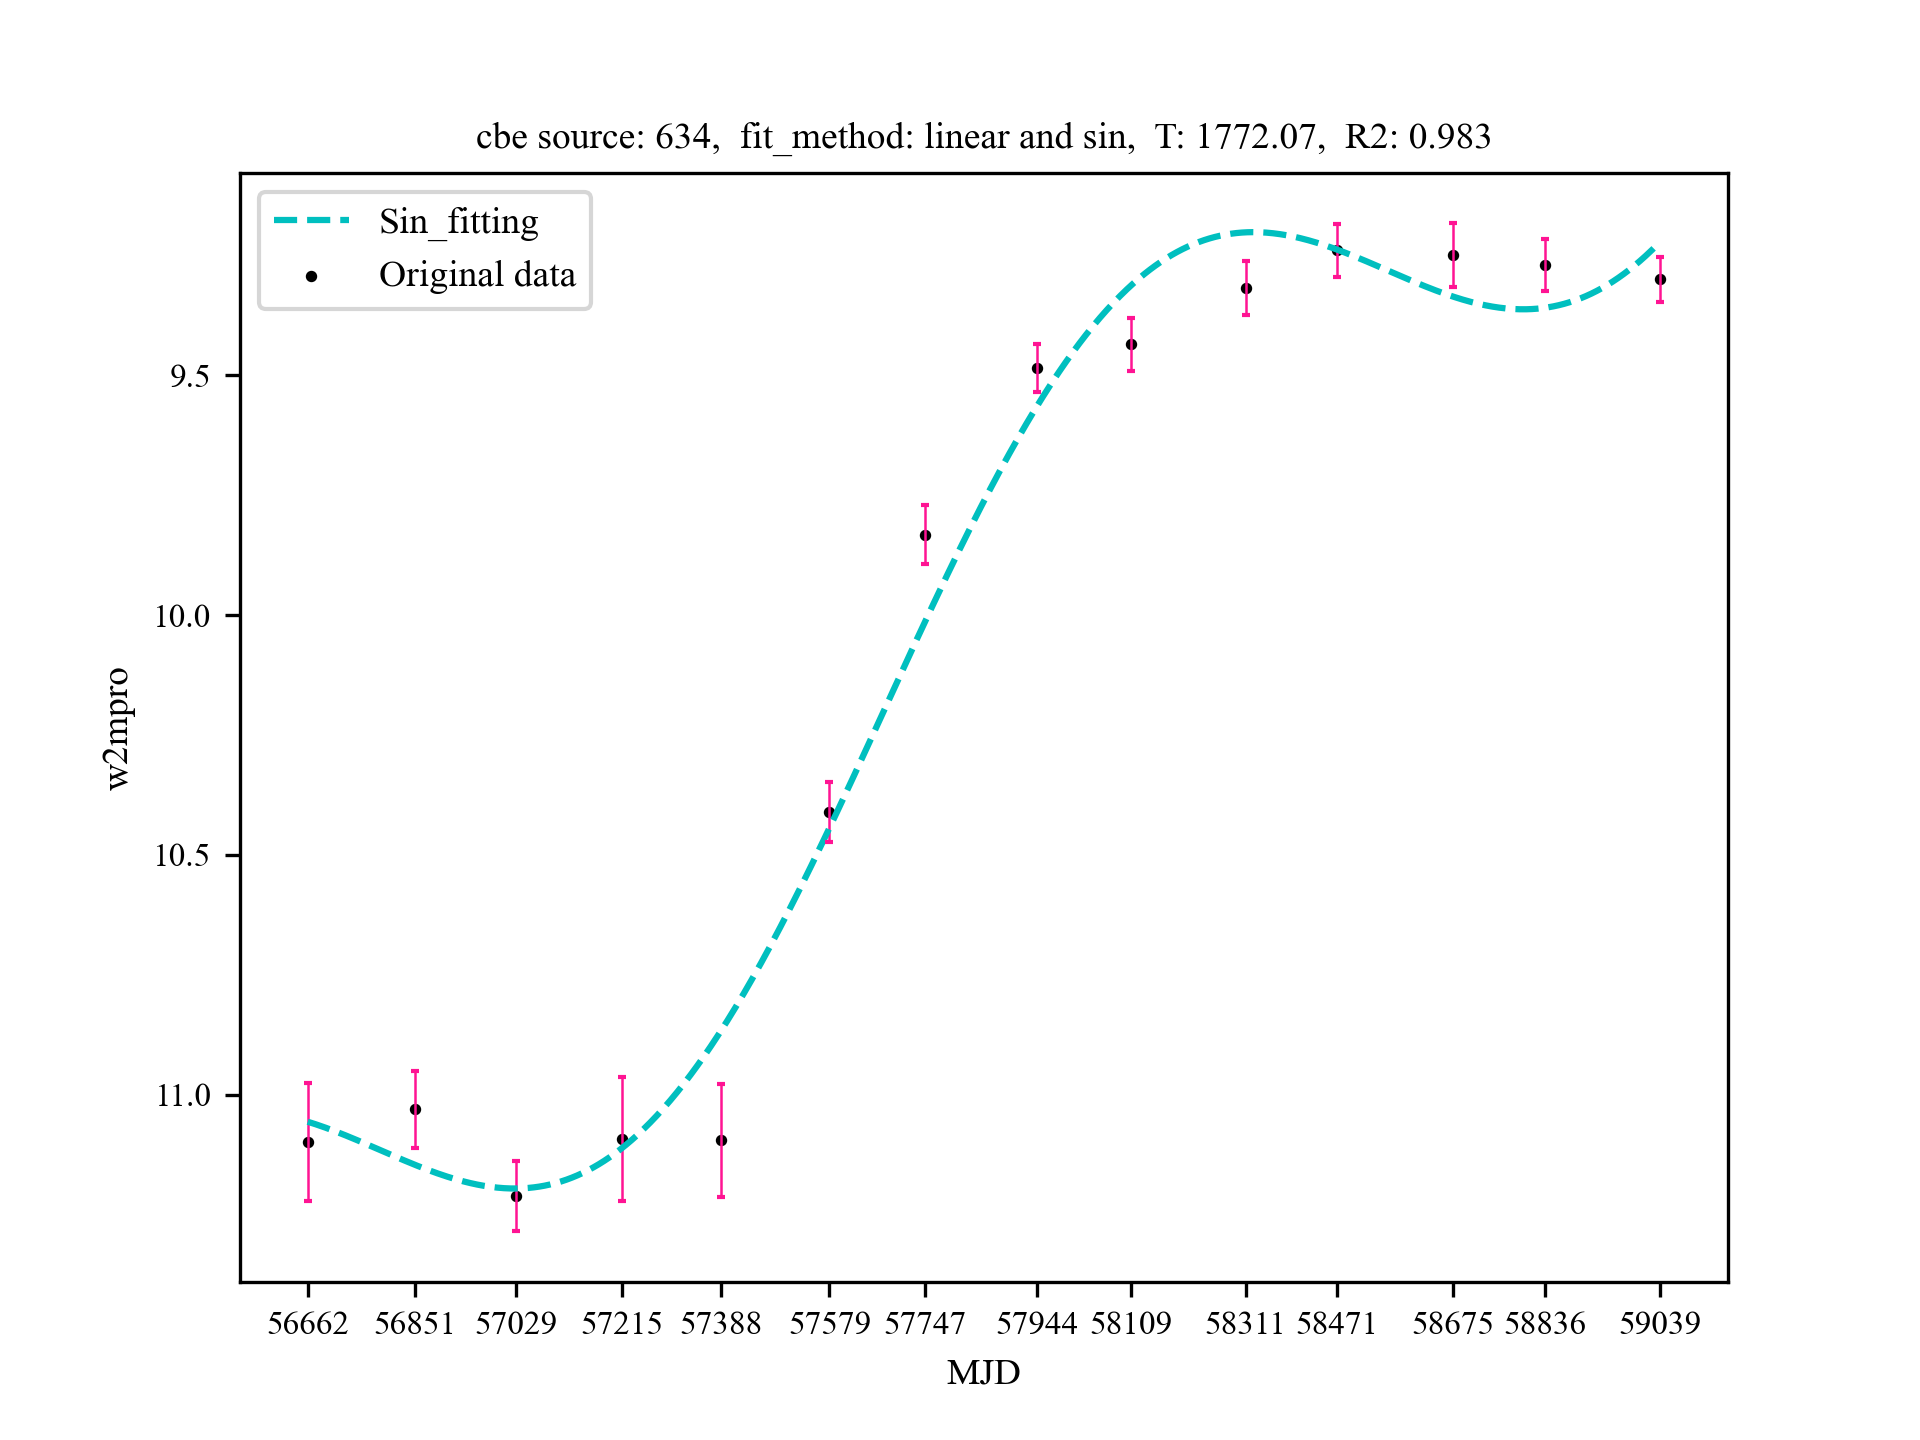 cbe source: 634,  fit_method: linear and sin,  T: 1772.07,  R2: 0.983
Sin_fitting
Original data
9.5
10.0
10.5
11.0
w2mpro
56662 56851 57029 57215 57388 57579 57747 57944 58109 58311 58471 58675 58836 59039
MJD